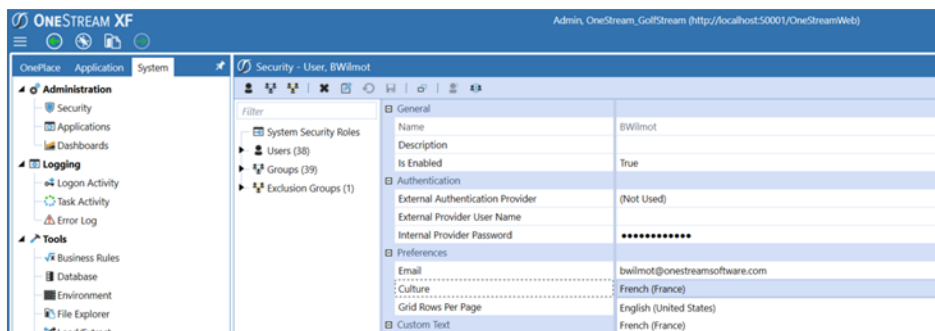 ONESTREAM XF
Admin, OneStream_GolfStream (http://localhost:50001/OneStreamWeb)
OnePlace Application System
Security - User, BWilmot
Administration
Security
Applications
Dashboards
Logging
Logon Activity
Task Activity
Error Log
Tools
Business Rules
Database
Environment
File Explorer
Filter
System Security Roles
Users (38)
Groups (39)
Exclusion Groups (1)
General
Name BWilmot
Description
Is Enabled True
Authentication
External Authentication Provider (Not Used)
External Provider User Name
Internal Provider Password ••••••••••••
Preferences
Email bwilmot@onestreamsoftware.com
Culture French (France)
Grid Rows Per Page English (United States)
Custom Text French (France)